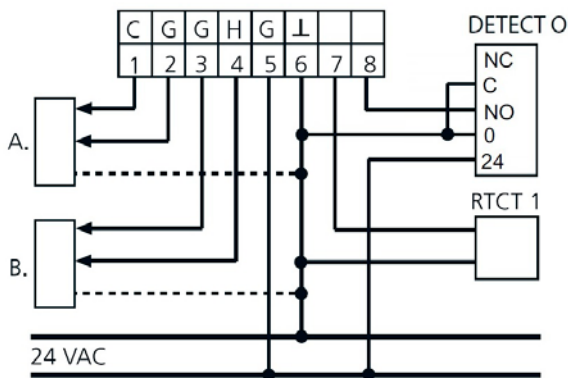 DETECT O
C G G H G ⊥
1 2 3 4 5 6 7 8
NC
C
NO
0
24
A.
RTCT 1
B.
24 VAC